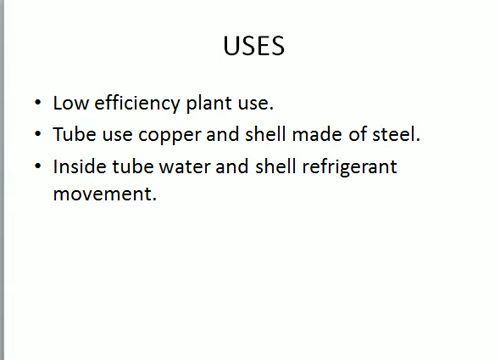 USES
• Low efficiency plant use.
• Tube use copper and shell made of steel.
• Inside tube water and shell refrigerant
movement.